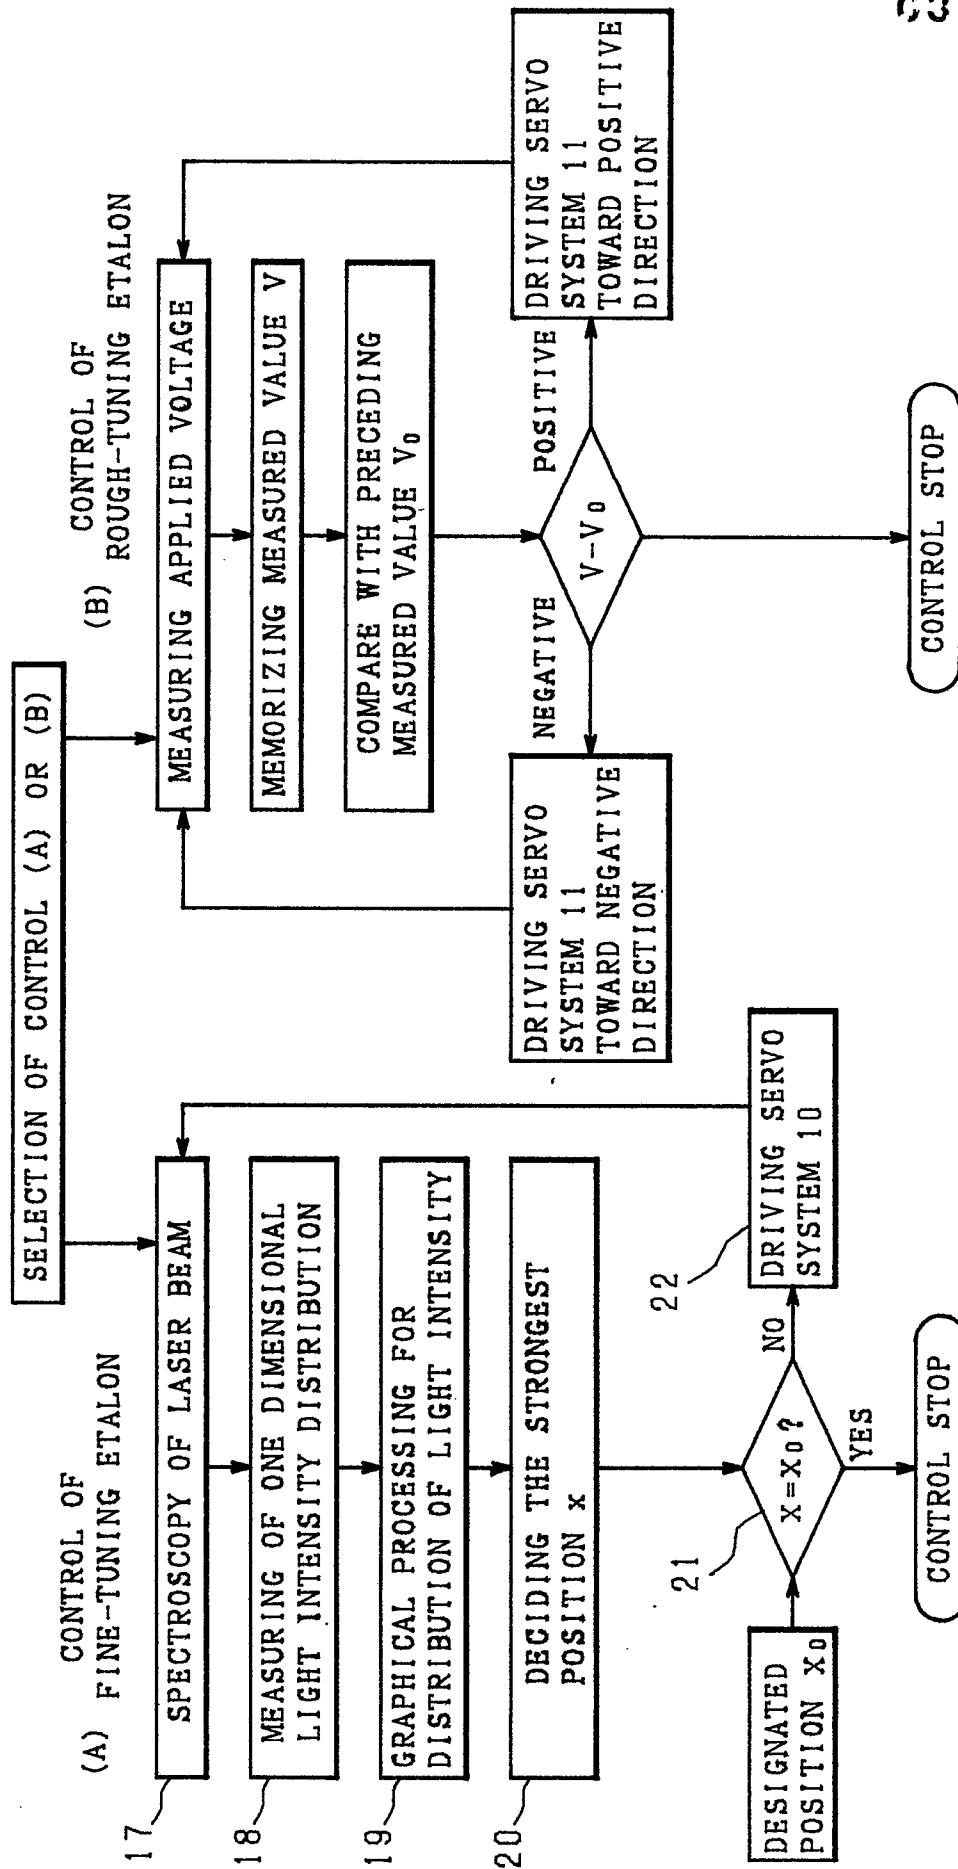 SELECTION OF CONTROL (A) OR (B)
CONTROL OF
(A) FINE-TUNING ETALON
17
SPECTROSCOPY OF LASER BEAM
18
MEASURING OF ONE DIMENSIONAL
LIGHT INTENSITY DISTRIBUTION
19
GRAPHICAL PROCESSING FOR
DISTRIBUTION OF LIGHT INTENSITY
20
DECIDING THE STRONGEST
POSITION x
DESIGNATED
POSITION X₀
21
X=X₀?
NO
YES
22
DRIVING SERVO
SYSTEM 10
CONTROL STOP
CONTROL OF
(B) ROUGH-TUNING ETALON
MEASURING APPLIED VOLTAGE
MEMORIZING MEASURED VALUE V
COMPARE WITH PRECEDING
MEASURED VALUE V₀
V-V₀
NEGATIVE
POSITIVE
DRIVING SERVO
SYSTEM 11
TOWARD NEGATIVE
DIRECTION
DRIVING SERVO
SYSTEM 11
TOWARD POSITIVE
DIRECTION
CONTROL STOP